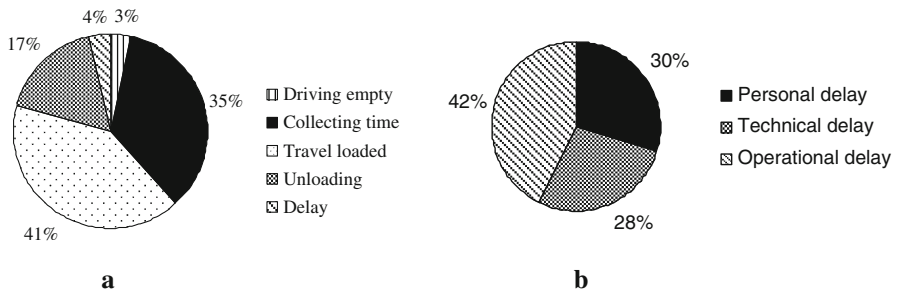 4% 3%
17%
35%
41%
Driving empty
Collecting time
Travel loaded
Unloading
Delay
a
30%
42%
28%
Personal delay
Technical delay
Operational delay
b